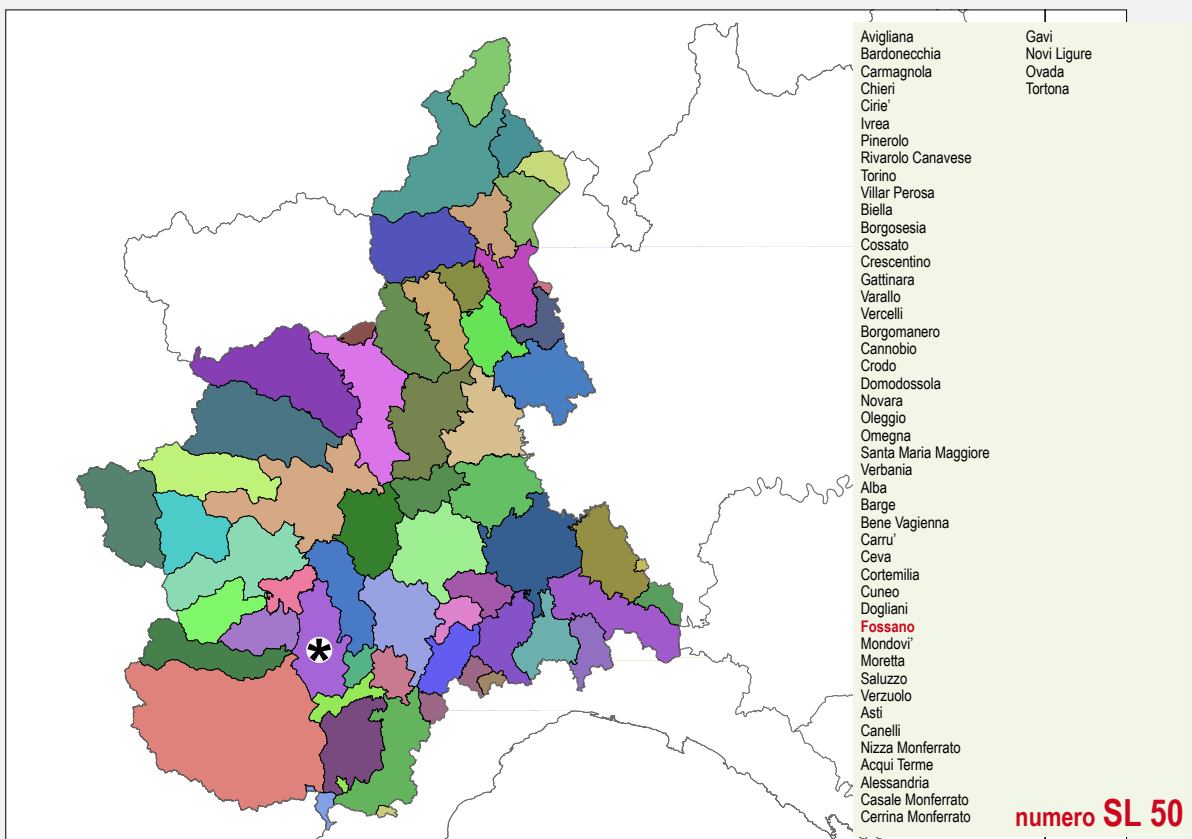 Avigliana
Bardonecchia
Carmagnola
Chieri
Cirie'
Ivrea
Pinerolo
Rivarolo Canavese
Torino
Villar Perosa
Biella
Borgosesia
Cossato
Crescentino
Gattinara
Varallo
Vercelli
Borgomanero
Cannobio
Crodo
Domodossola
Novara
Oleggio
Omegna
Santa Maria Maggiore
Verbania
Alba
Barge
Bene Vagienna
Carru'
Ceva
Cortemilia
Cuneo
Dogliani
Fossano
Mondovi'
Moretta
Saluzzo
Verzuolo
Asti
Canelli
Nizza Monferrato
Acqui Terme
Alessandria
Casale Monferrato
Cerrina Monferrato
Gavi
Novi Ligure
Ovada
Tortona
numero SL 50